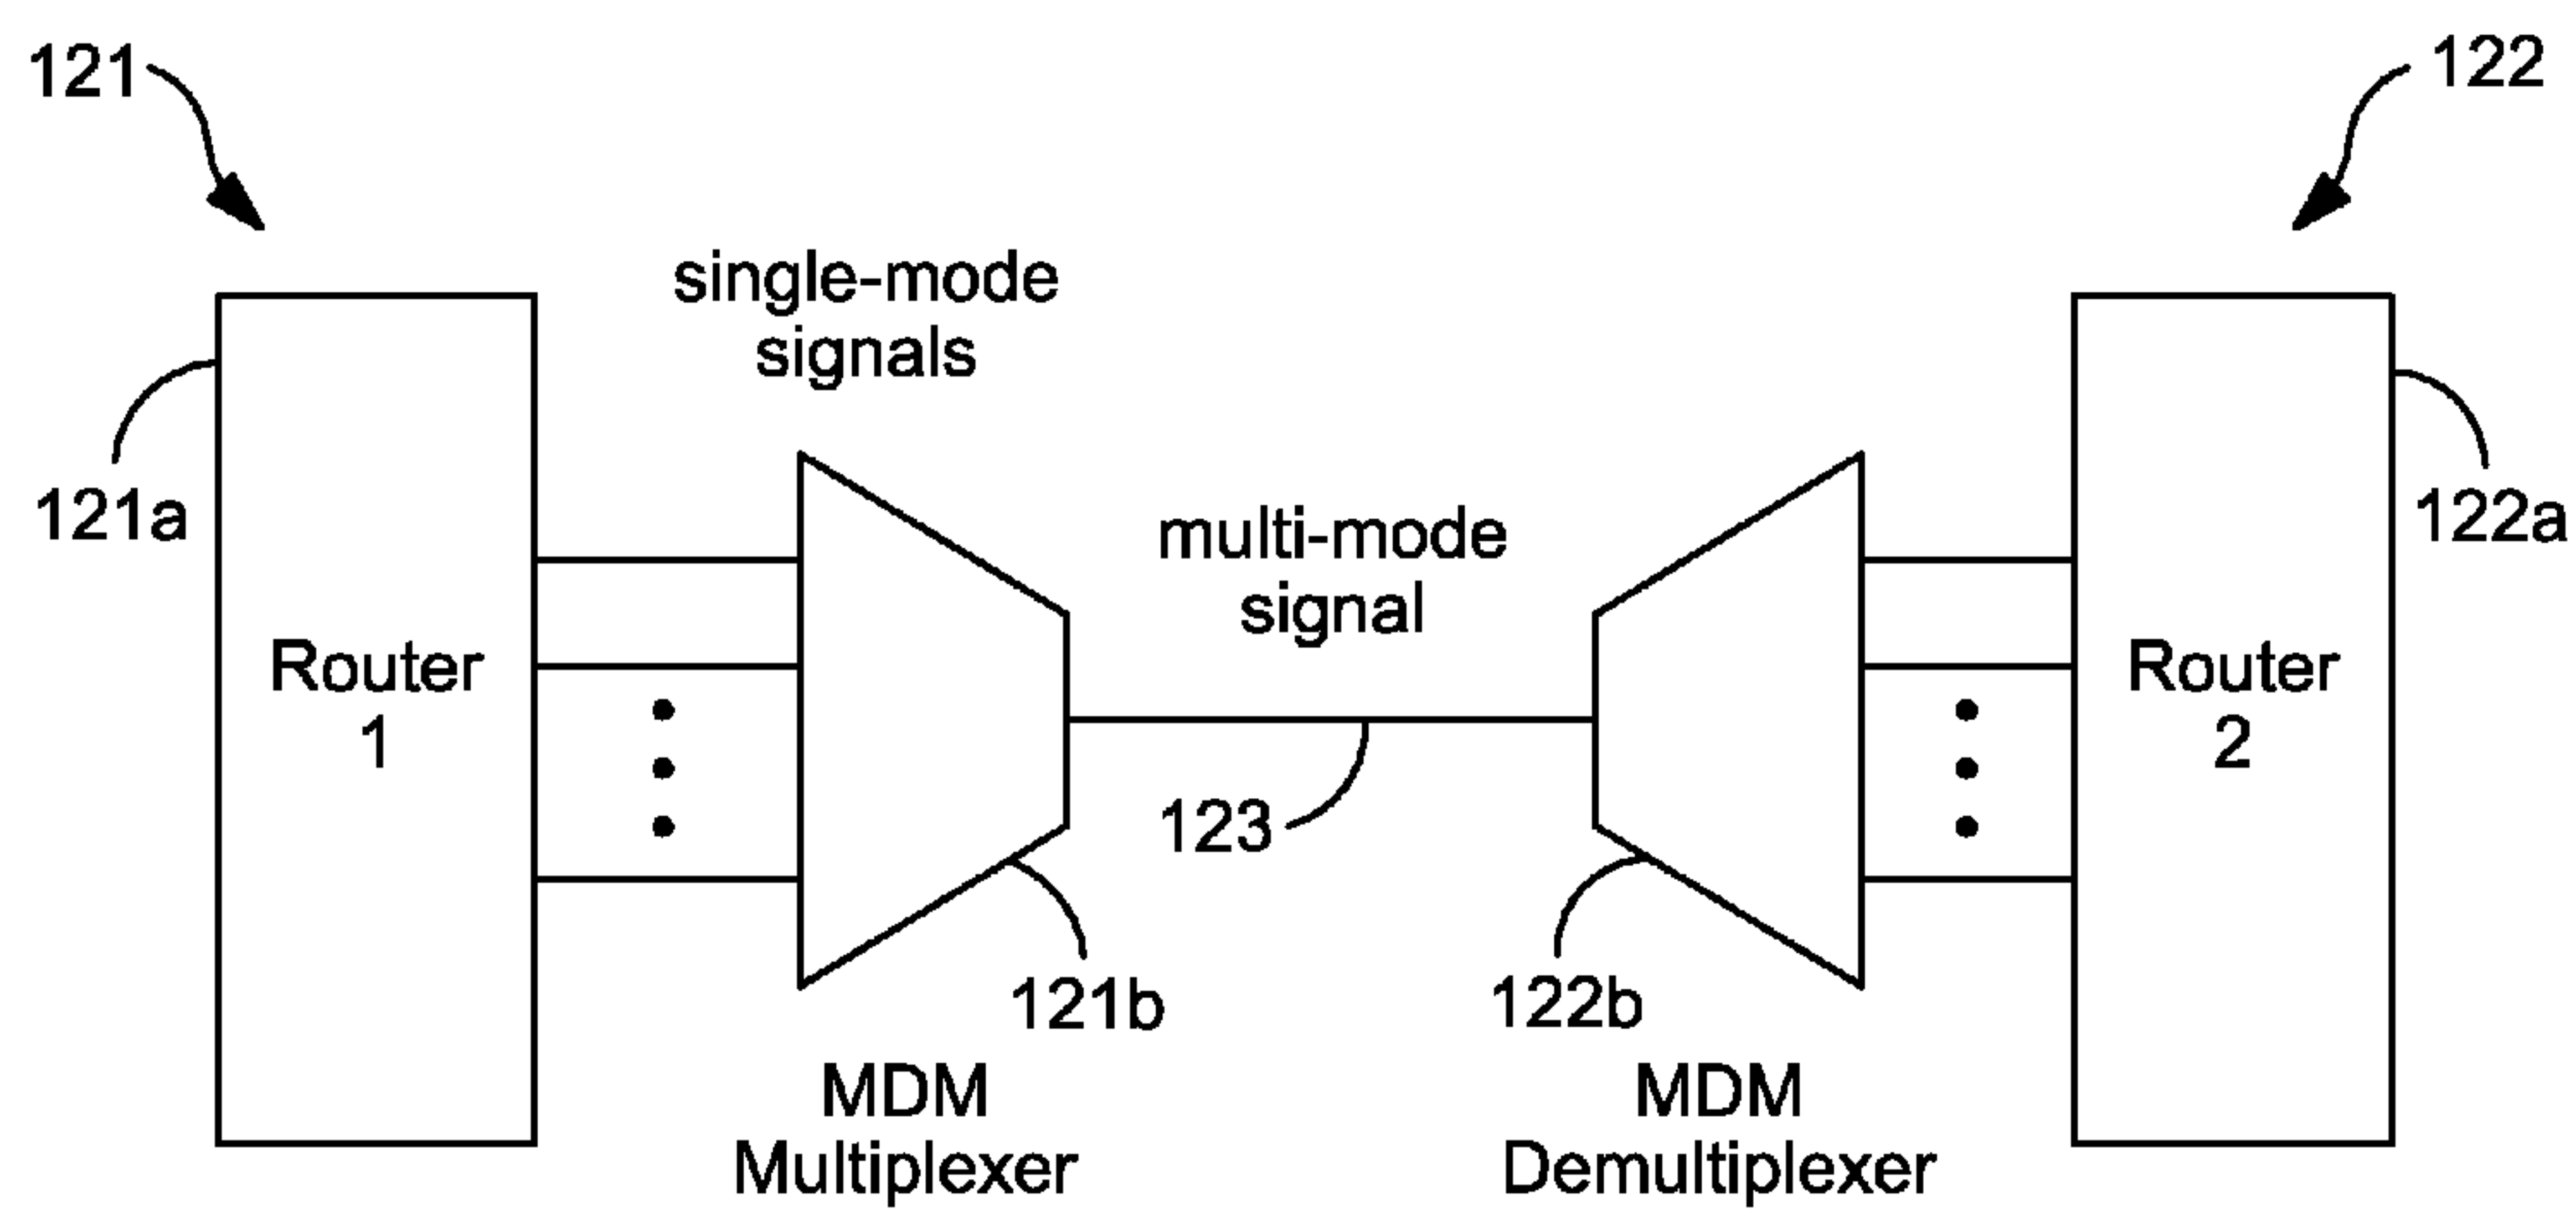 121
122
single-mode
signals
121a
122a
multi-mode
signal
Router
1
Router
2
123
121b
122b
MDM
Multiplexer
MDM
Demultiplexer